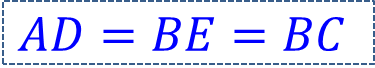 AD = BE = BC